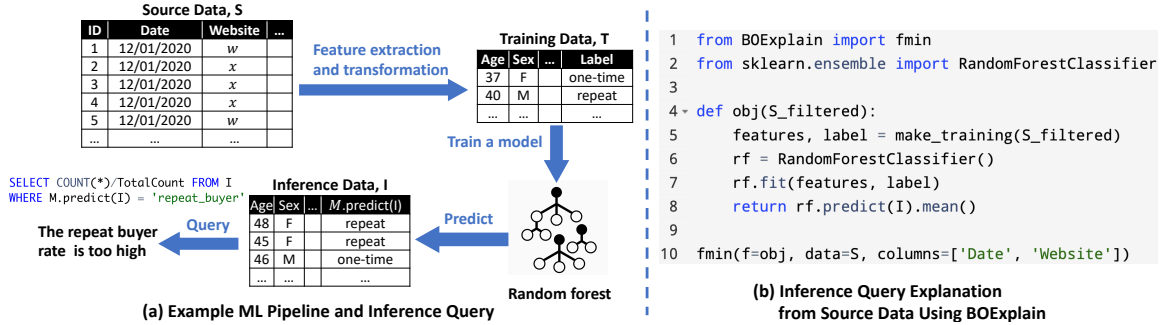 Source Data, S
ID Date Website ...
1 12/01/2020 w
2 12/01/2020 x
3 12/01/2020 x
4 12/01/2020 x
5 12/01/2020 w
... ... ...
Feature extraction
and transformation
Training Data, T
Age Sex ... Label
37 F one-time
40 M repeat
... ... ...
Train a model
Random forest
Predict
Inference Data, I
Age Sex ... M.predict(I)
48 F repeat
45 F repeat
46 M one-time
... ... ...
SELECT COUNT(*)/TotalCount FROM I
WHERE M.predict(I) = 'repeat_buyer'
Query
The repeat buyer
rate is too high
(a) Example ML Pipeline and Inference Query
1 from BOExplain import fmin
2 from sklearn.ensemble import RandomForestClassifier
3
4 def obj(S_filtered):
5 features, label = make_training(S_filtered)
6 rf = RandomForestClassifier()
7 rf.fit(features, label)
8 return rf.predict(I).mean()
9
10 fmin(f=obj, data=S, columns=['Date', 'Website'])
(b) Inference Query Explanation
from Source Data Using BOExplain